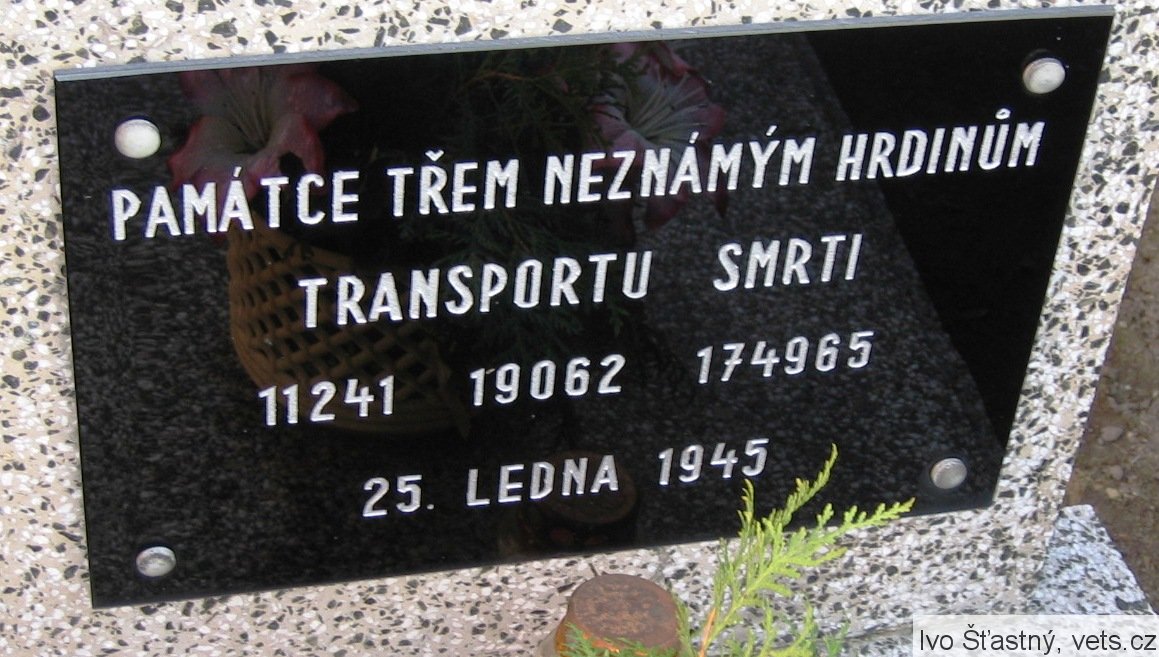 PAMÁTCE TŘEM NEZNÁMÝM HRDINŮM
TRANSPORTU SMRTI
11241 19062 174965
25. LEDNA 1945
Ivo Šťastný, vets.cz